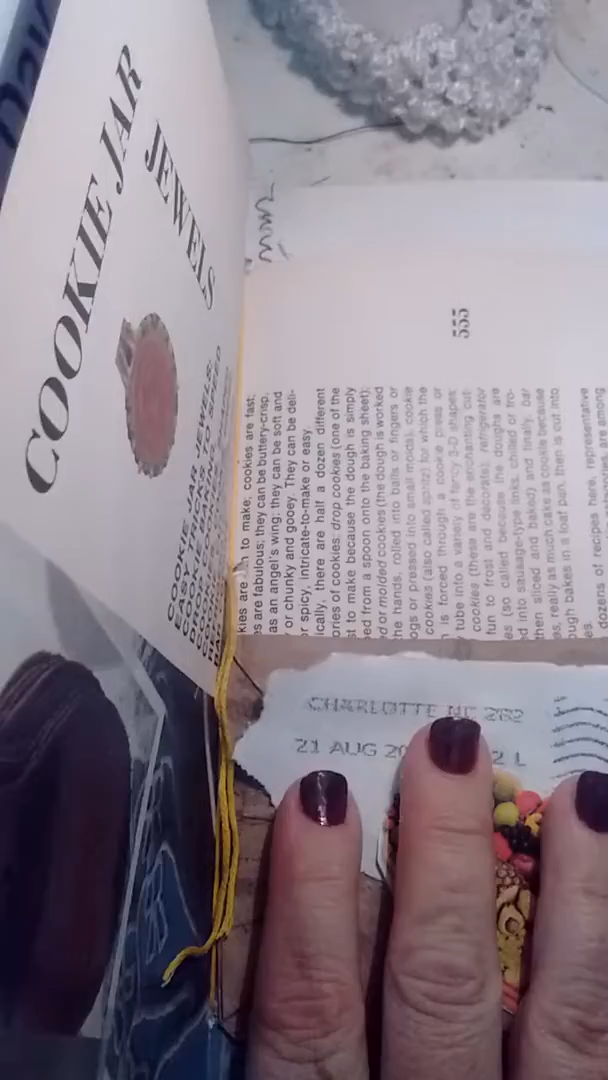 COOKIE JAR
JEWELS
COOKIE JAR JEWELS:
555
kies are to make; cookies are fast;
s are fabulous; they can be buttery-crisp,
as an angel's wing; they can be soft and
or chunky and gooey. They can be deli-
r spicy, intricate-to-make or easy.
ically, there are half a dozen different
ories of cookies: drop cookies (one of the
st to make because the dough is simply
ed from a spoon onto the baking sheet);
d or molded cookies (the dough is worked
he hands, rolled into balls or fingers or
ogs or pressed into small molds); cookie
cookies (also called spritz) for which the
n is forced through a cookie press or
tube into a variety of fancy 3-D shapes;
cookies (these are the enchanting cut-
fun to frost and decorate); refrigerator
es (so called because the doughs are
d into sausage-type links, chilled or fro-
then sliced and baked) and finally, bar
es, really as much cake as cookie because
ough bakes in a loaf pan, then is cut into
es.
dozens of recipes here, representative
are among
CHARLOTTE NC 282
21 AUG 20 2 L